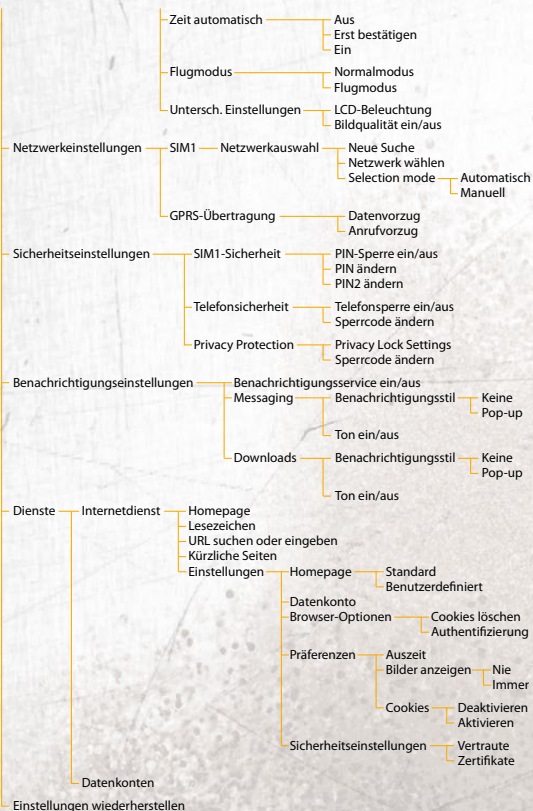 Zeit automatisch Aus
Erst bestätigen
Ein
Flugmodus Normalmodus
Flugmodus
Untersch. Einstellungen LCD-Beleuchtung
Bildqualität ein/aus
Netzwerkeinstellungen SIM1 Netzwerkauswahl Neue Suche
Netzwerk wählen
Selection mode Automatisch
Manuell
GPRS-Übertragung Datenvorzug
Anrufvorzug
Sicherheitseinstellungen SIM1-Sicherheit PIN-Sperre ein/aus
PIN ändern
PIN2 ändern
Telefonsicherheit Telefonsperre ein/aus
Sperrcode ändern
Privacy Protection Privacy Lock Settings
Sperrcode ändern
Benachrichtigungseinstellungen Benachrichtigungsservice ein/aus
Messaging Benachrichtigungsstil Keine
Pop-up
Ton ein/aus
Downloads Benachrichtigungsstil Keine
Pop-up
Ton ein/aus
Dienste Internetdienst Homepage
Lesezeichen
URL suchen oder eingeben
Kürzliche Seiten
Einstellungen Homepage Standard
Benutzerdefiniert
Datenkonto
Browser-Optionen Cookies löschen
Authentifizierung
Präferenzen Auszeit
Bilder anzeigen Nie
Immer
Cookies Deaktivieren
Aktivieren
Sicherheitseinstellungen Vertraute
Zertifikate
Datenkonten
Einstellungen wiederherstellen